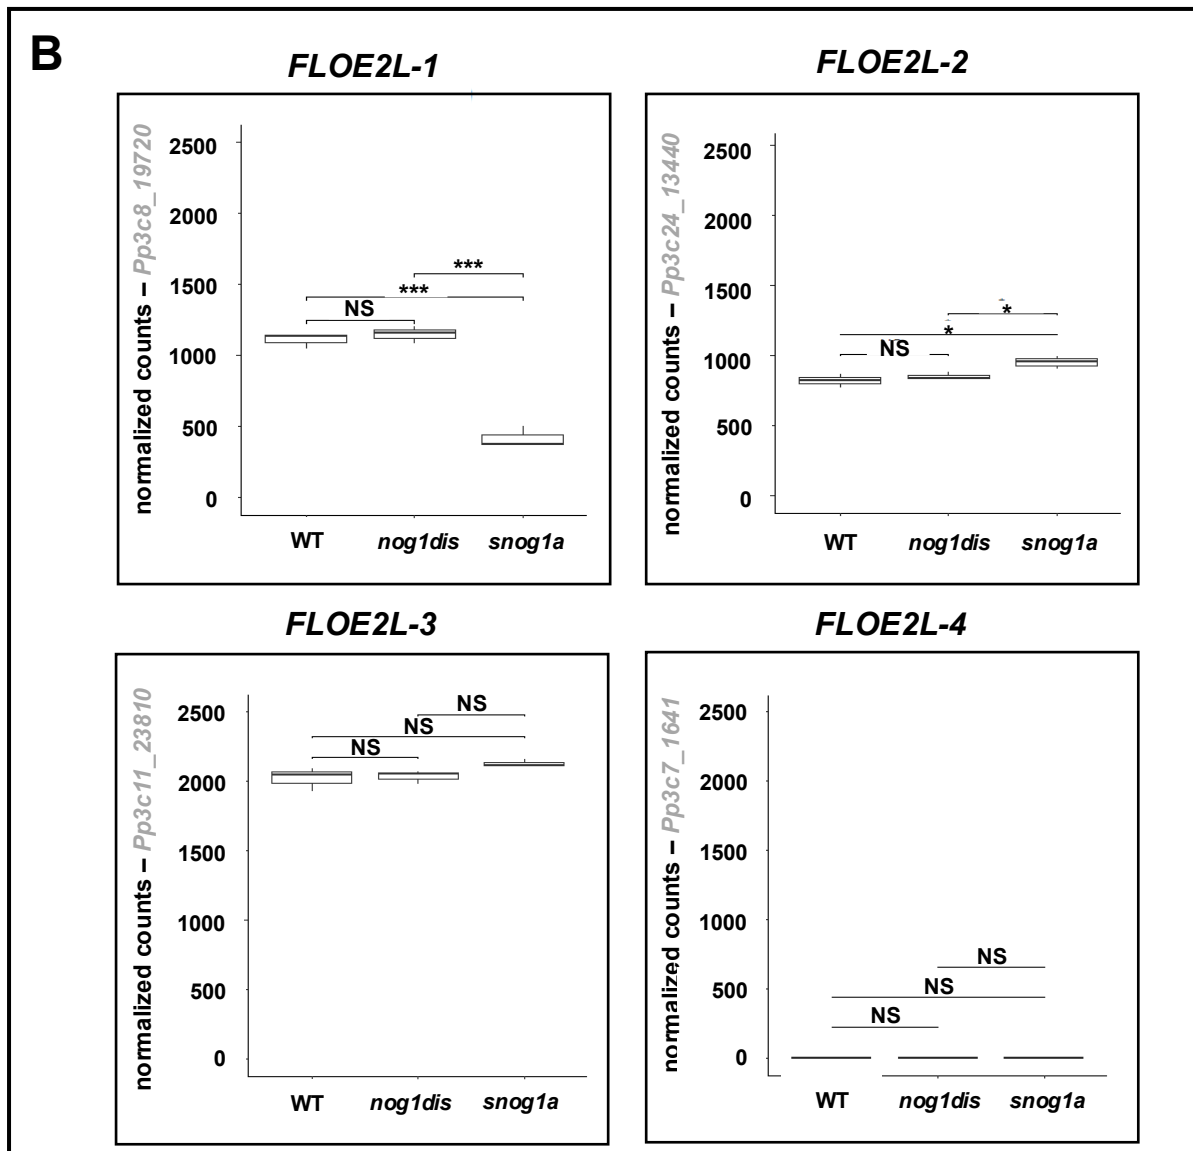 B
FLOE2L-1
normalized counts – Pp3c8_19720
2500
2000
1500
1000
500
0
***
***
NS
WT nog1dis snog1a
FLOE2L-2
normalized counts – Pp3c24_13440
2500
2000
1500
1000
500
0
*
*
NS
WT nog1dis snog1a
FLOE2L-3
normalized counts – Pp3c11_23810
2500
2000
1500
1000
500
0
NS
NS
NS
WT nog1dis snog1a
FLOE2L-4
normalized counts – Pp3c7_1641
2500
2000
1500
1000
500
0
NS
NS
NS
WT nog1dis snog1a